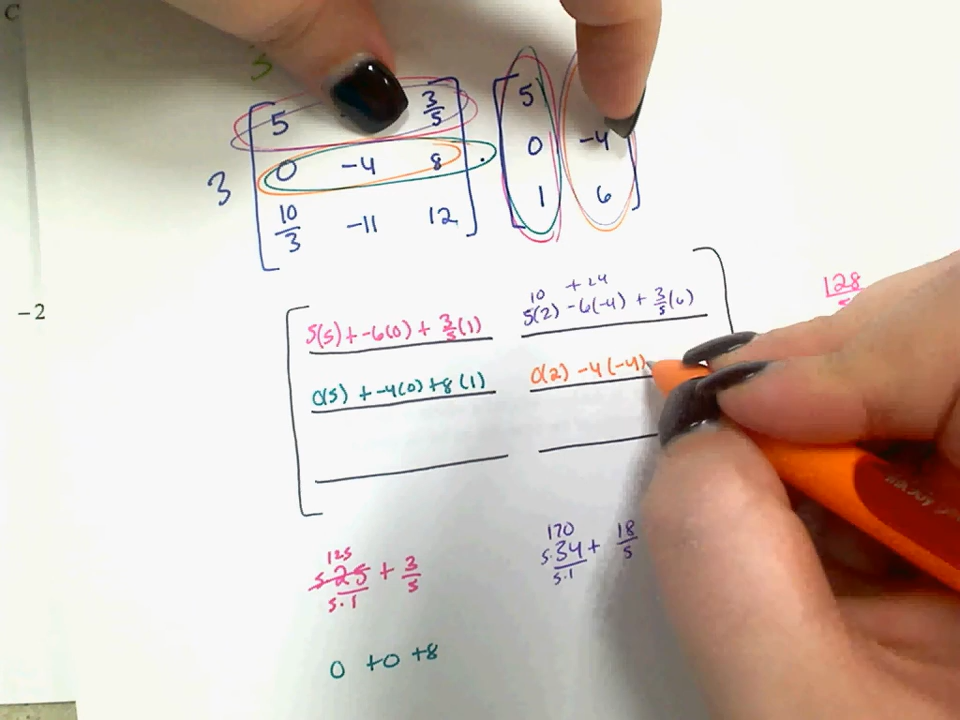 C
3
5 3/5 5
0 -4 8 · 0 -4
3
10/3 -11 12 1 6
10 +24
5(5) + -6(0) + 3/5(1) 5(2) -6(-4) + 3/5(6)
128
-2
0(5) + -4(0) +8(1) 0(2) -4(-4)
125 170
5·25/5·1 + 3/5 5·34/5·1 + 18/5
0 +0 +8